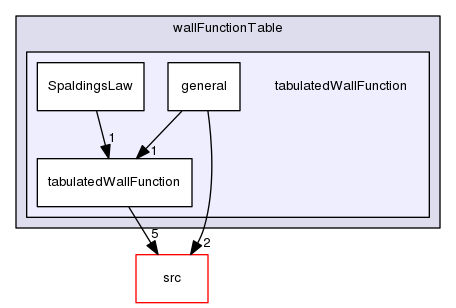 wallFunctionTable
SpaldingsLaw
general
tabulatedWallFunction
1
1
tabulatedWallFunction
5
2
src